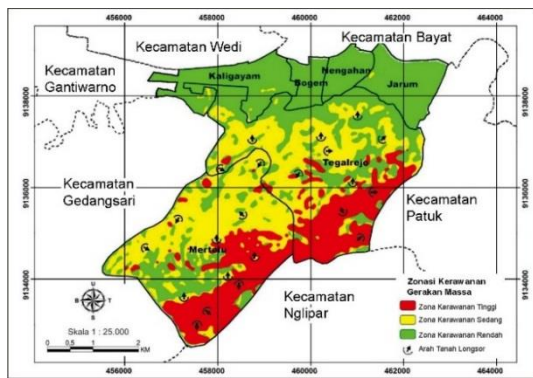 456000 458000 460000 462000 464000
Kecamatan Wedi
Kecamatan Bayat
Kecamatan
Gantiwarno
Kaligayam
Bogem
Nengahan
Jarum
9138000
9138000
Tegalrejo
9136000
9136000
Kecamatan
Gedangsari
Kecamatan
Patuk
Mertelu
9134000
9134000
Kecamatan
Nglipar
Zonasi Kerawanan
Gerakan Massa
Zona Kerawanan Tinggi
Zona Kerawanan Sedang
Zona Kerawanan Rendah
Arah Tanah Longsor
U
B T
S
Skala 1 : 25.000
0 0,5 1 2
KM
456000 458000 460000 462000 464000